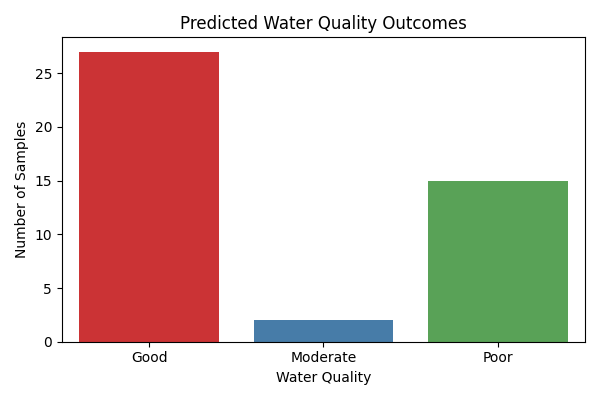 Predicted Water Quality Outcomes
Number of Samples
25
20
15
10
5
0
Good
Moderate
Poor
Water Quality